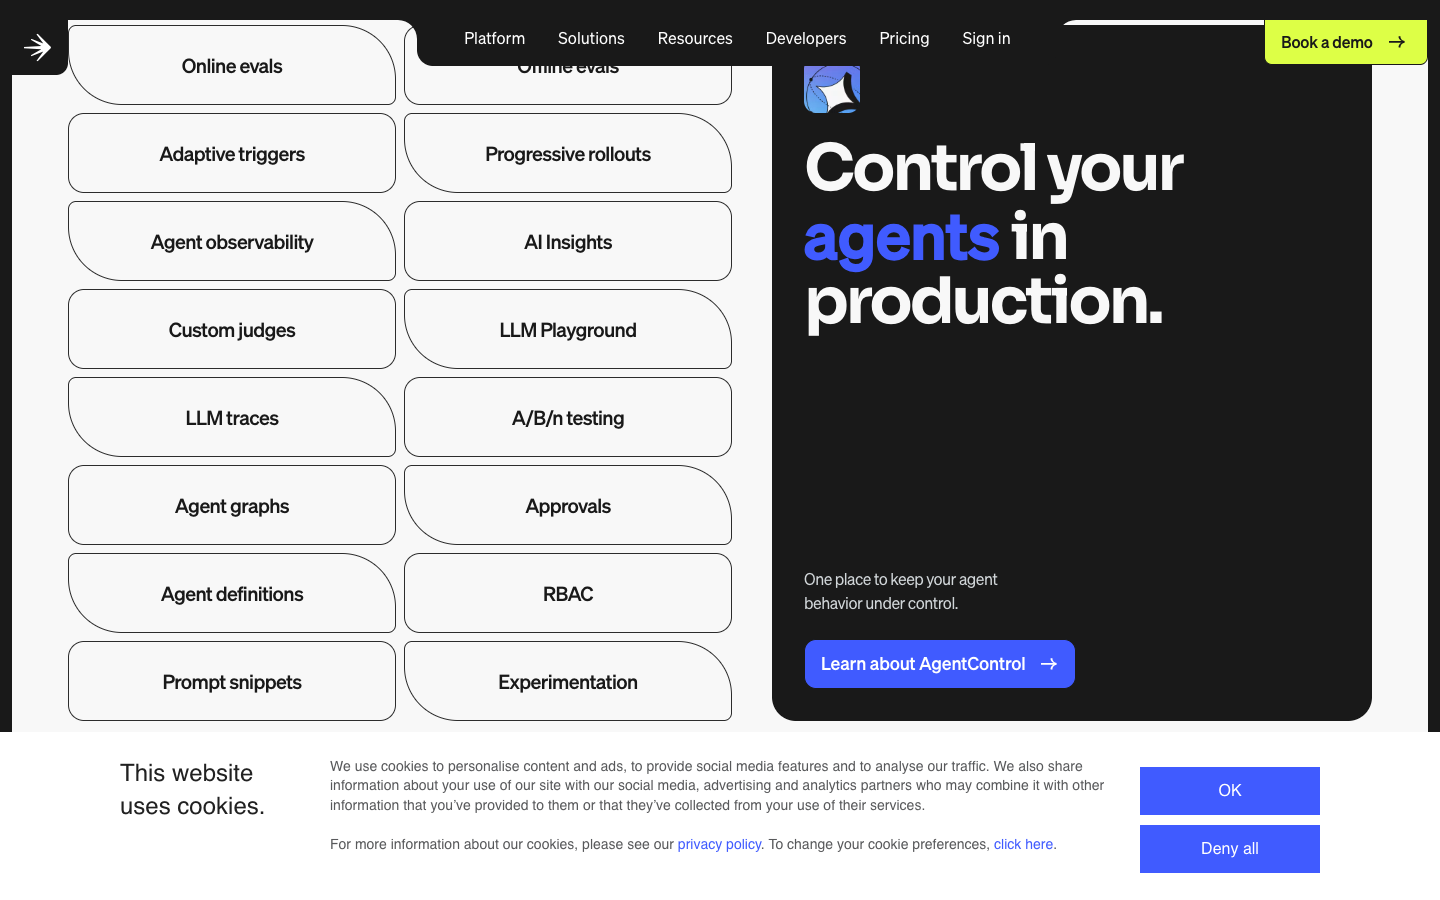 Platform
Solutions
Resources
Developers
Pricing
Sign in
Book a demo
Online evals
Offline evals
Adaptive triggers
Progressive rollouts
Agent observability
AI Insights
Custom judges
LLM Playground
LLM traces
A/B/n testing
Agent graphs
Approvals
Agent definitions
RBAC
Prompt snippets
Experimentation
Control your
agents in
production.
One place to keep your agent
behavior under control.
Learn about AgentControl
This website
uses cookies.
We use cookies to personalise content and ads, to provide social media features and to analyse our traffic. We also share
information about your use of our site with our social media, advertising and analytics partners who may combine it with other
information that you’ve provided to them or that they’ve collected from your use of their services.
For more information about our cookies, please see our privacy policy. To change your cookie preferences, click here.
OK
Deny all